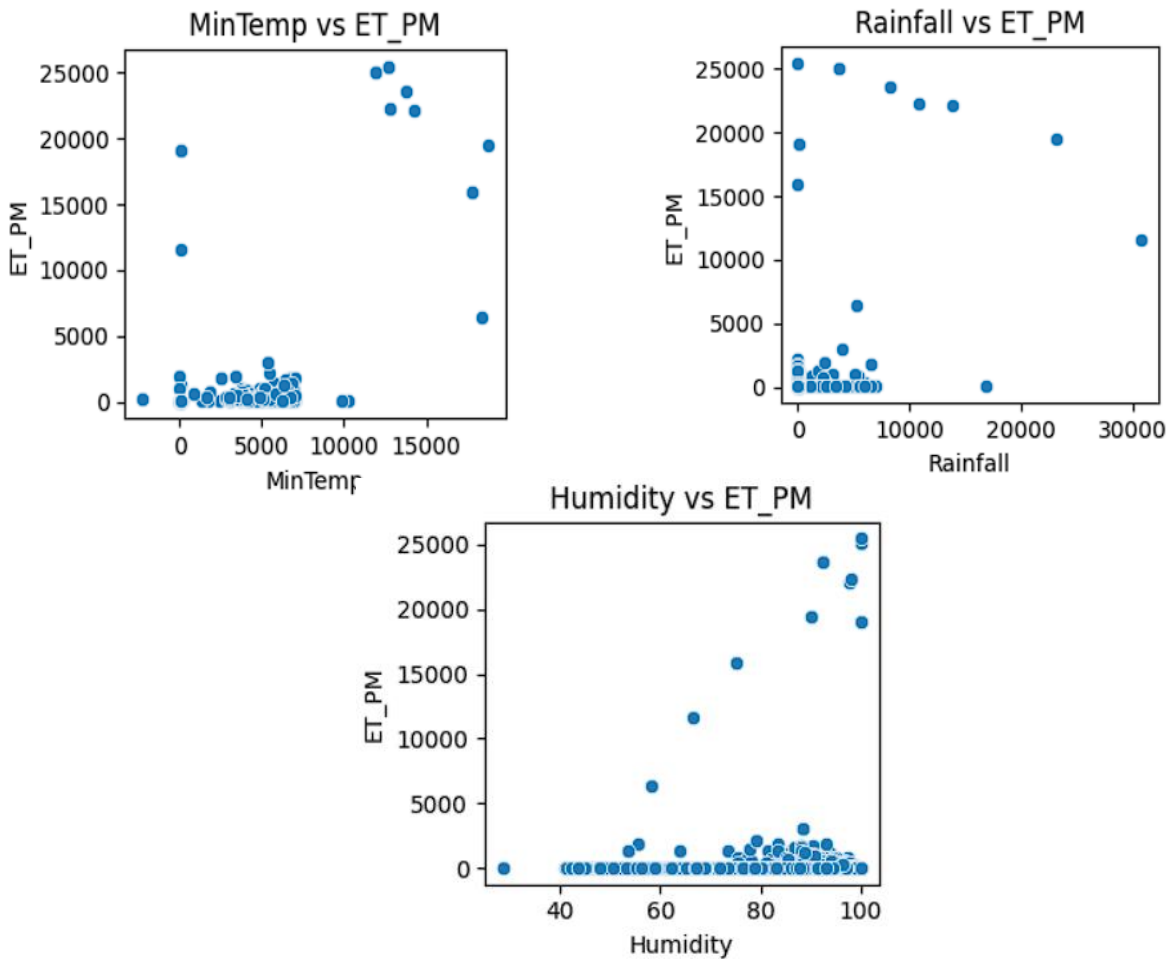 MinTemp vs ET_PM
25000
20000
15000
10000
5000
0
ET_PM
0 5000 10000 15000
MinTemp
Rainfall vs ET_PM
25000
20000
15000
10000
5000
0
ET_PM
0 10000 20000 30000
Rainfall
Humidity vs ET_PM
25000
20000
15000
10000
5000
0
ET_PM
40 60 80 100
Humidity